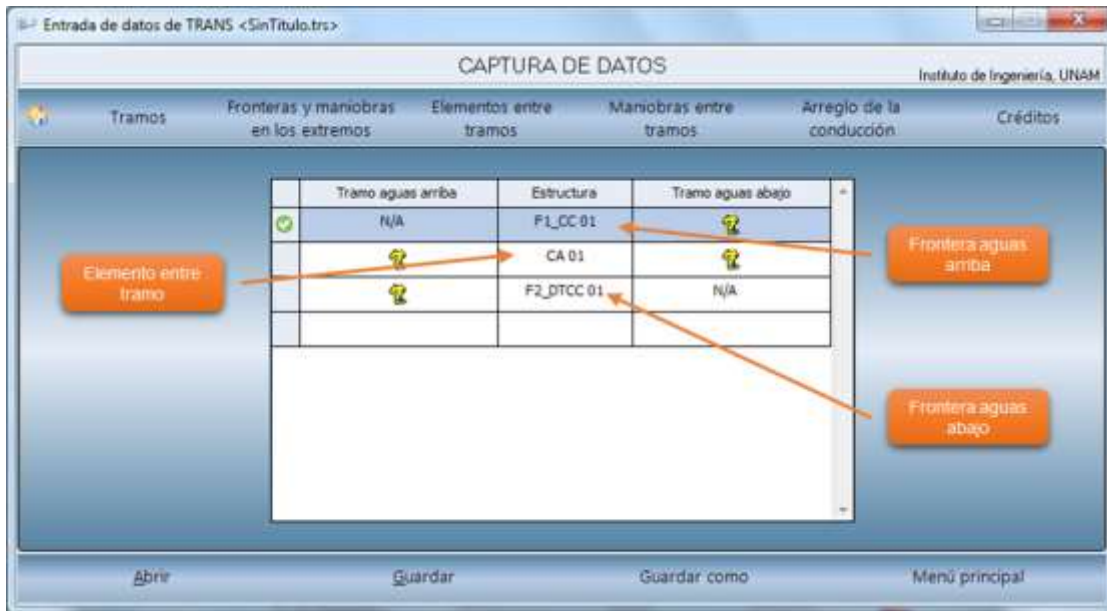 Entrada de datos de TRANS <SinTitulo.trs>
CAPTURA DE DATOS
Instituto de Ingeniería, UNAM
Tramos
Fronteras y maniobras
en los extremos
Elementos entre
tramos
Maniobras entre
tramos
Arreglo de la
conducción
Créditos
Tramo aguas arriba Estructura Tramo aguas abajo
N/A F1_CC 01
CA 01
F2_DTCC 01 N/A
Elemento entre
tramo
Frontera aguas
arriba
Frontera aguas
abajo
Abrir Guardar Guardar como Menú principal